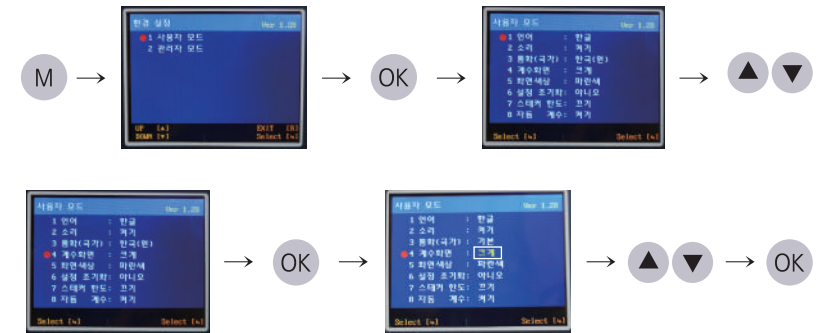 M
환경 설정 Ver 1.28
1 사용자 모드
2 관리자 모드
UP [▲] EXIT [R]
DOWN [▼] Select [↵]
OK
사용자 모드 Ver 1.28
1 언어 : 한글
2 소리 : 켜기
3 통화(국가) : 한국(원)
4 계수화면 : 크게
5 화면색상 : 파란색
6 설정 초기화: 아니오
7 스태커 한도: 끄기
8 자동 계수: 켜기
Select [↵] Select [↵]
사용자 모드 Ver 1.28
1 언어 : 한글
2 소리 : 켜기
3 통화(국가) : 한국(원)
4 계수화면 : 크게
5 화면색상 : 파란색
6 설정 초기화: 아니오
7 스태커 한도: 끄기
8 자동 계수: 켜기
Select [↵] Select [↵]
OK
사용자 모드 Ver 1.28
1 언어 : 한글
2 소리 : 켜기
3 통화(국가) : 기본
4 계수화면 : 크게
5 화면색상 : 파란색
6 설정 초기화: 아니오
7 스태커 한도: 끄기
8 자동 계수: 켜기
Select [↵] Select [↵]
OK